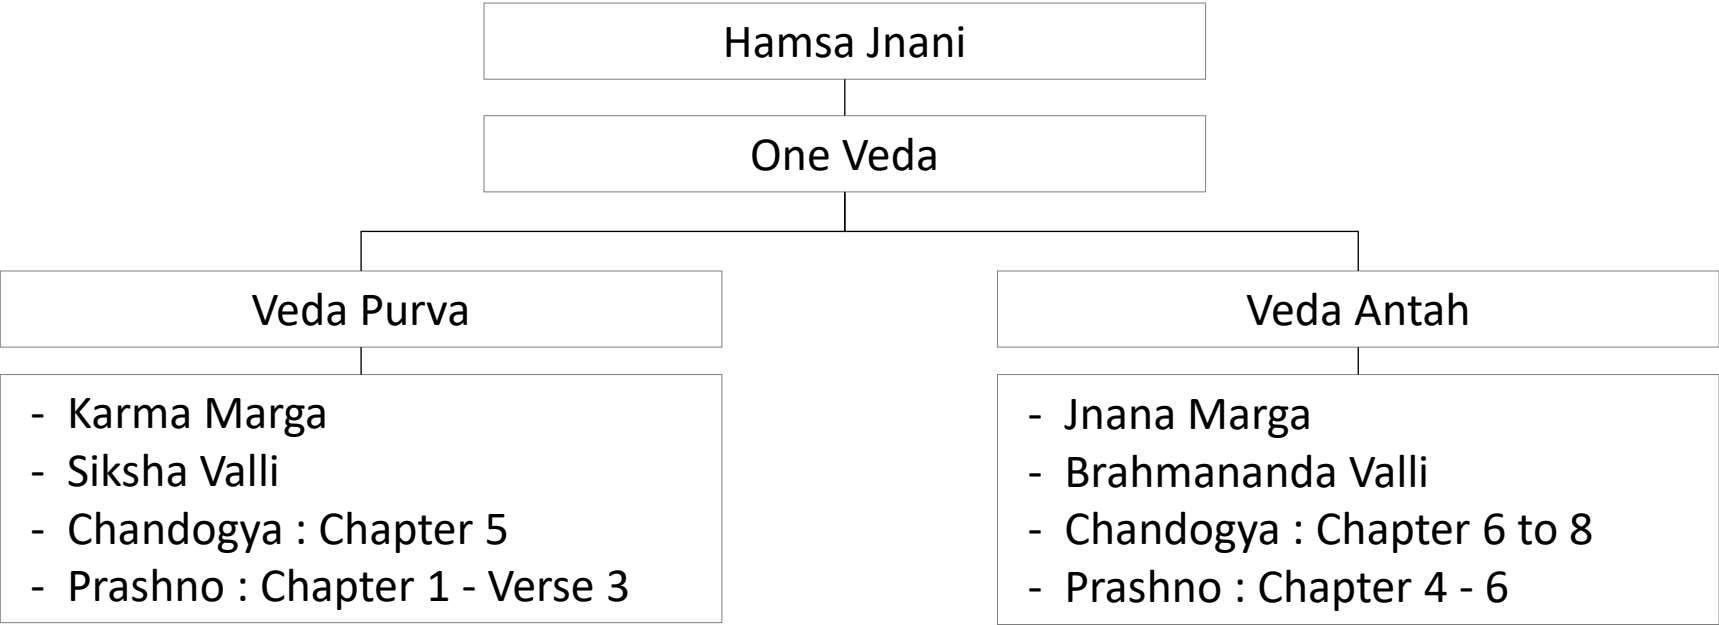 Hamsa Jnani
One Veda
Veda Purva
- Karma Marga
- Siksha Valli
- Chandogya : Chapter 5
- Prashno : Chapter 1 - Verse 3
Veda Antah
- Jnana Marga
- Brahmananda Valli
- Chandogya : Chapter 6 to 8
- Prashno : Chapter 4 - 6